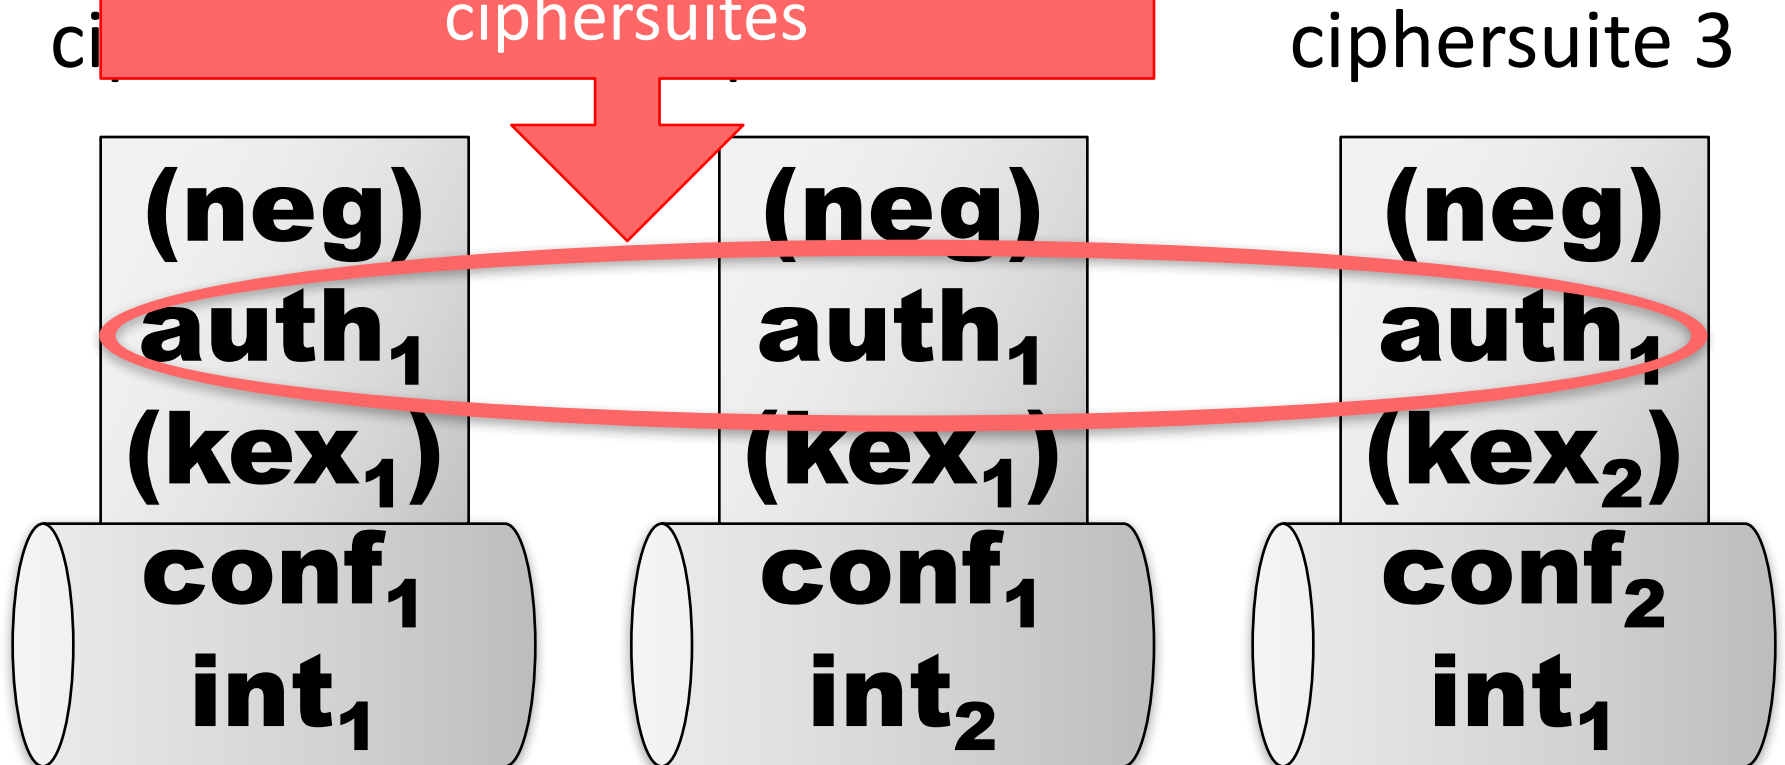 ciphersuites
ciphersuite 3
(neg) (neg) (neg)
auth₁ auth₁ auth₁
(kex₁) (kex₁) (kex₂)
conf₁ conf₁ conf₂
int₁ int₂ int₁